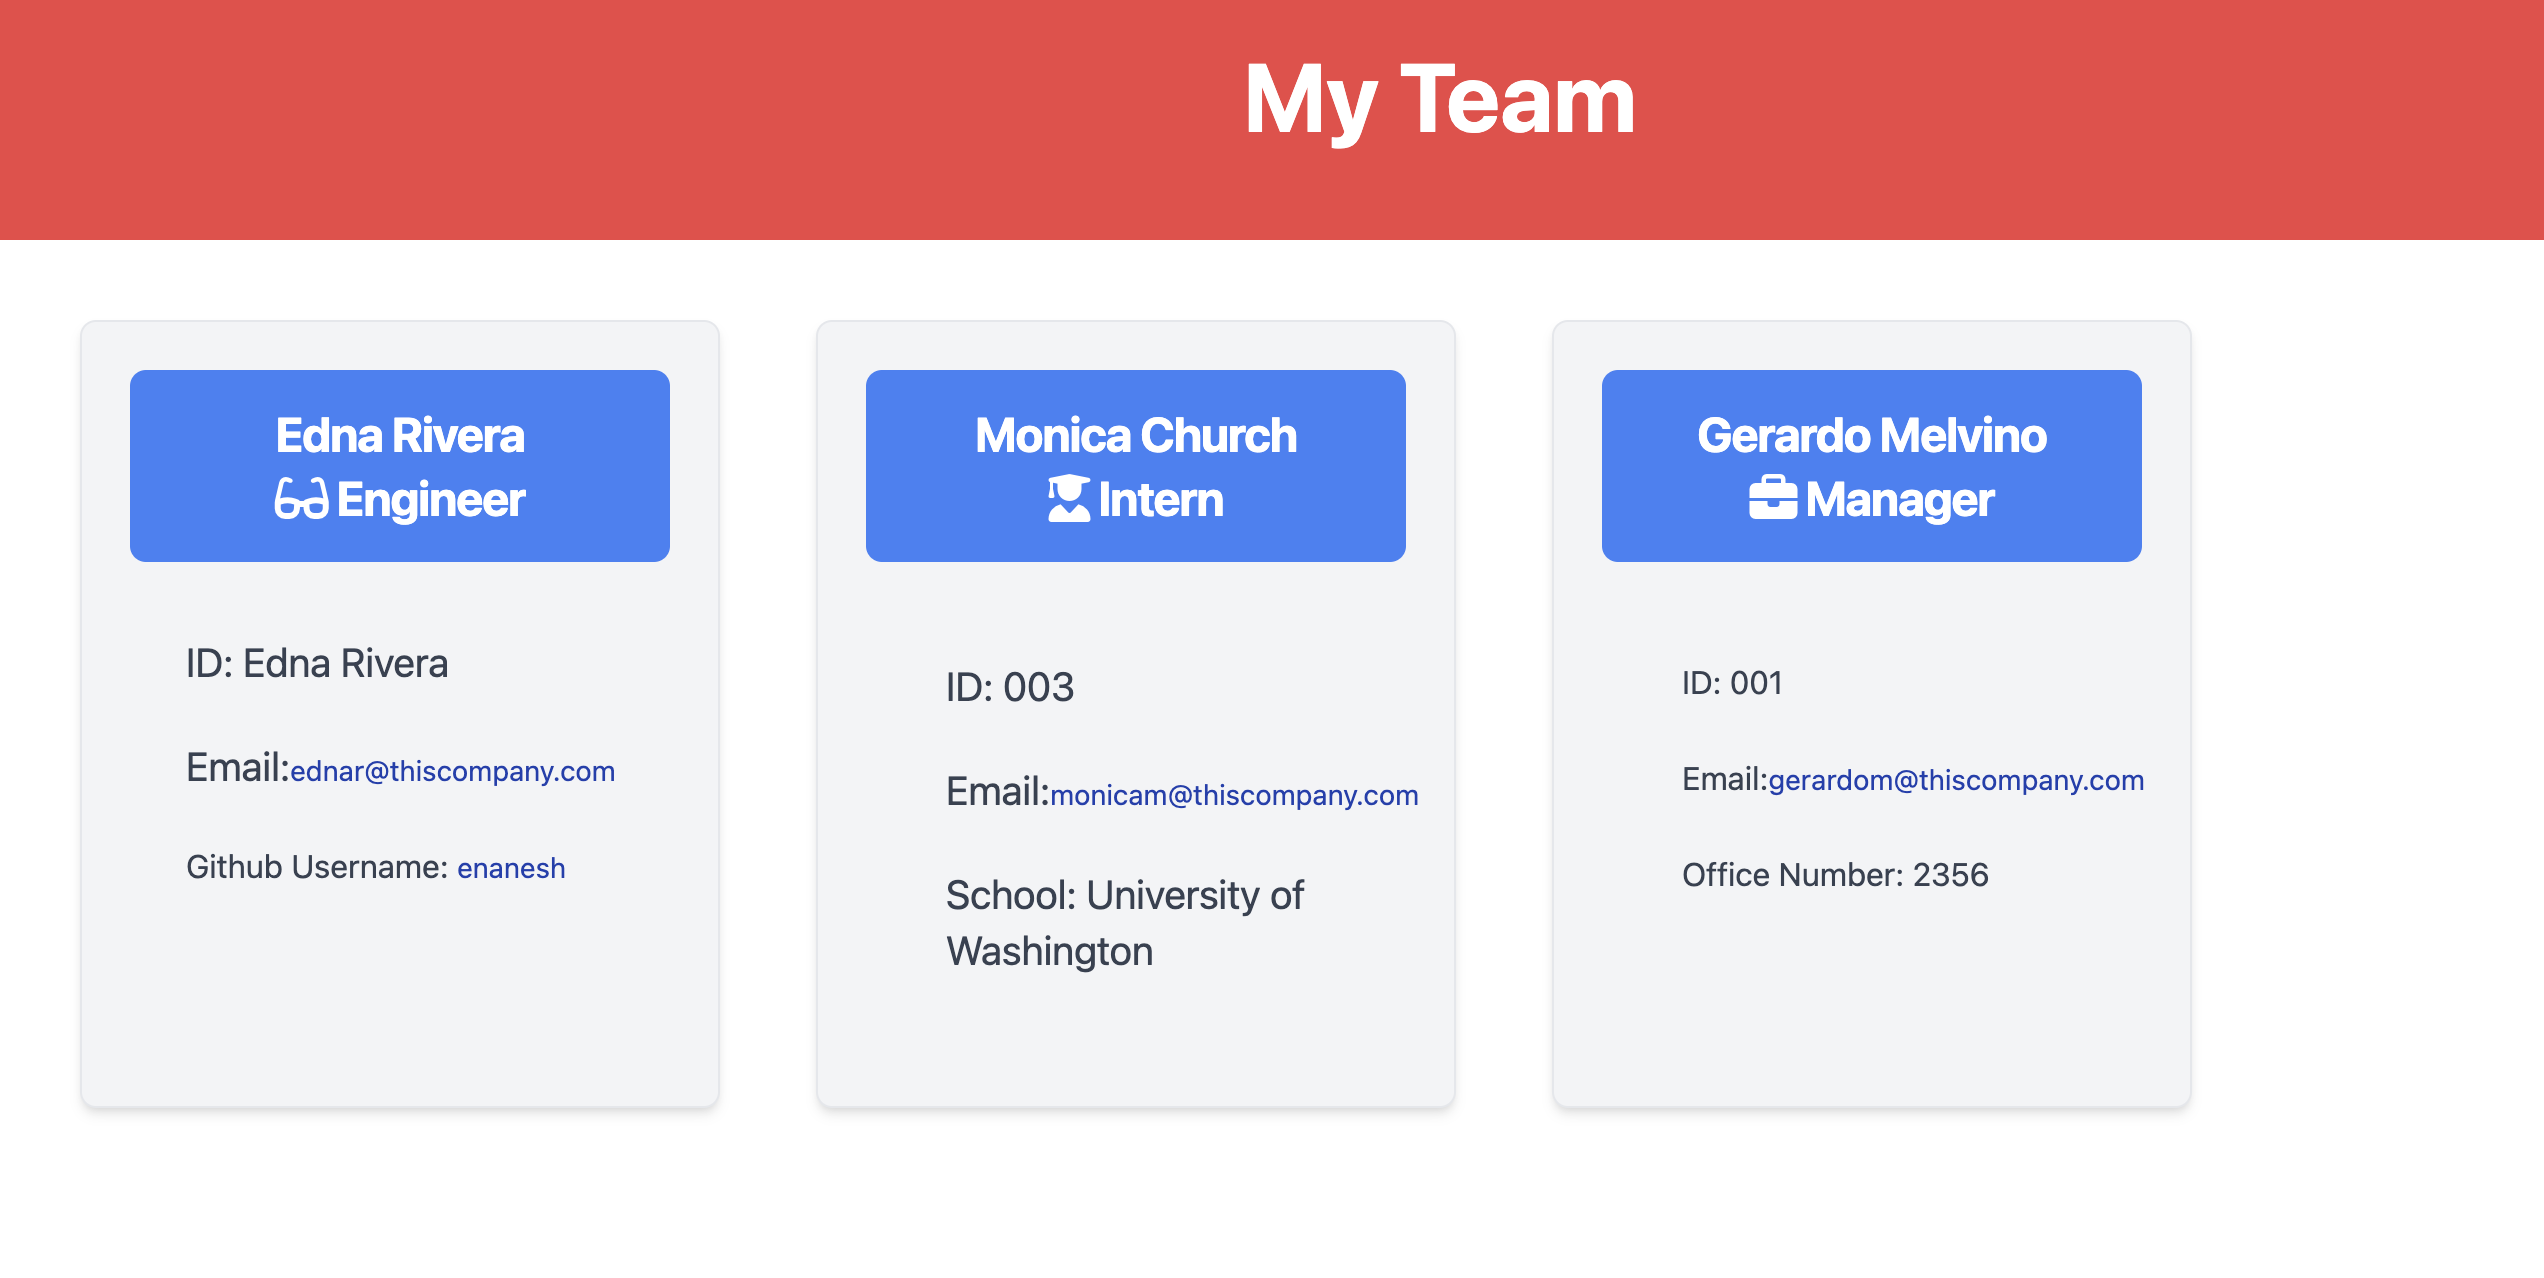 My Team
Edna Rivera
Engineer
ID: Edna Rivera
Email:ednar@thiscompany.com
Github Username: enanesh
Monica Church
Intern
ID: 003
Email:monicam@thiscompany.com
School: University of
Washington
Gerardo Melvino
Manager
ID: 001
Email:gerardom@thiscompany.com
Office Number: 2356